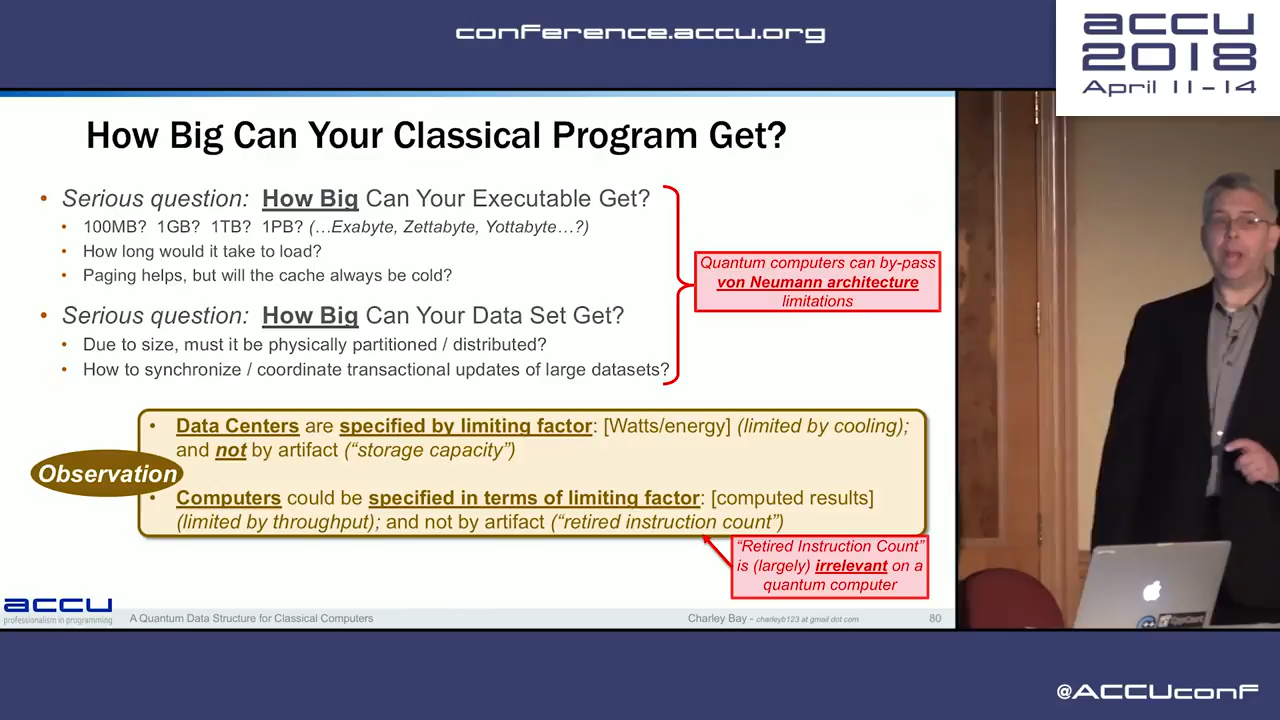 conference.accu.org
accu
2018
April 11-14
How Big Can Your Classical Program Get?
• Serious question: How Big Can Your Executable Get?
• 100MB? 1GB? 1TB? 1PB? (…Exabyte, Zettabyte, Yottabyte…?)
• How long would it take to load?
• Paging helps, but will the cache always be cold?
• Serious question: How Big Can Your Data Set Get?
• Due to size, must it be physically partitioned / distributed?
• How to synchronize / coordinate transactional updates of large datasets?
Quantum computers can by-pass
von Neumann architecture
limitations
Observation
• Data Centers are specified by limiting factor: [Watts/energy] (limited by cooling);
and not by artifact (“storage capacity”)
• Computers could be specified in terms of limiting factor: [computed results]
(limited by throughput); and not by artifact (“retired instruction count”)
“Retired Instruction Count”
is (largely) irrelevant on a
quantum computer
accu
professionalism in programming
A Quantum Data Structure for Classical Computers
Charley Bay - charleyb123 at gmail dot com
80
@ACCUconf